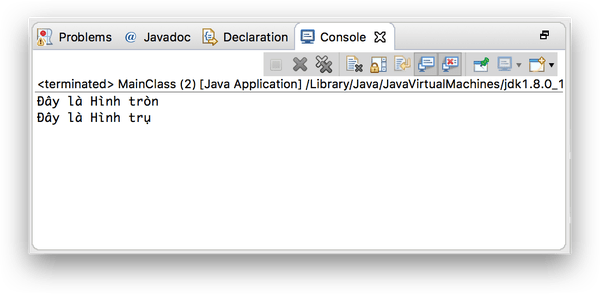 Problems @ Javadoc Declaration Console
<terminated> MainClass (2) [Java Application] /Library/Java/JavaVirtualMachines/jdk1.8.0_1
Đây là Hình tròn
Đây là Hình trụ